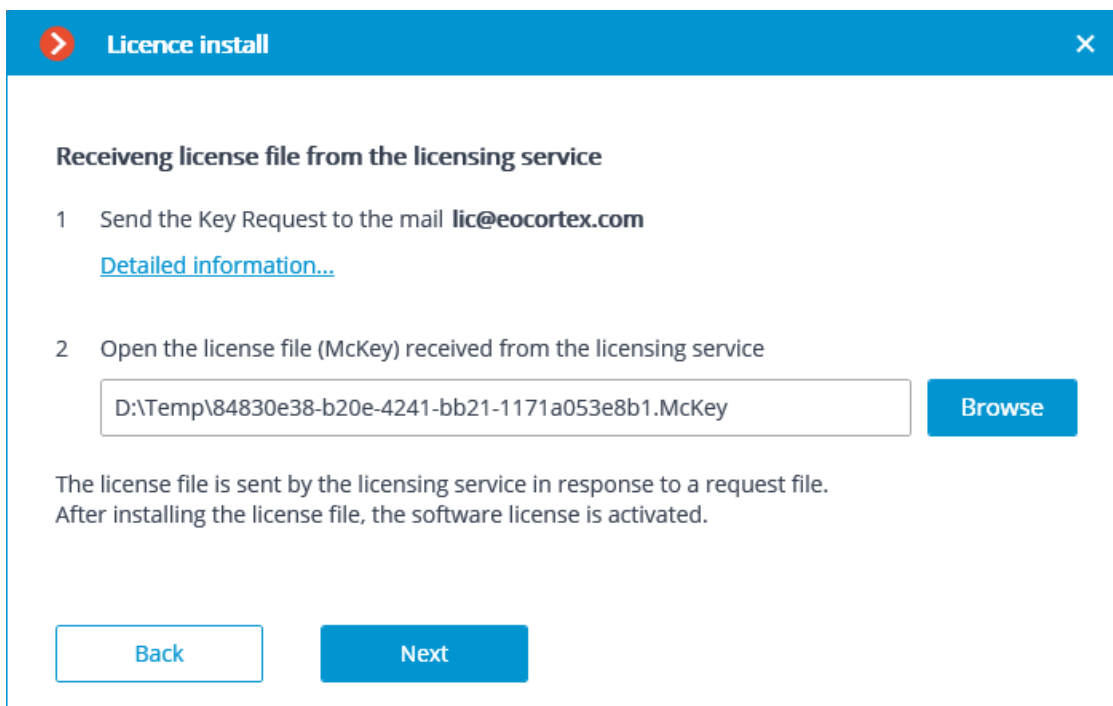 Licence install
Receiveng license file from the licensing service
1 Send the Key Request to the mail lic@eocortex.com
Detailed information...
2 Open the license file (McKey) received from the licensing service
D:\Temp\84830e38-b20e-4241-bb21-1171a053e8b1.McKey Browse
The license file is sent by the licensing service in response to a request file.
After installing the license file, the software license is activated.
Back Next